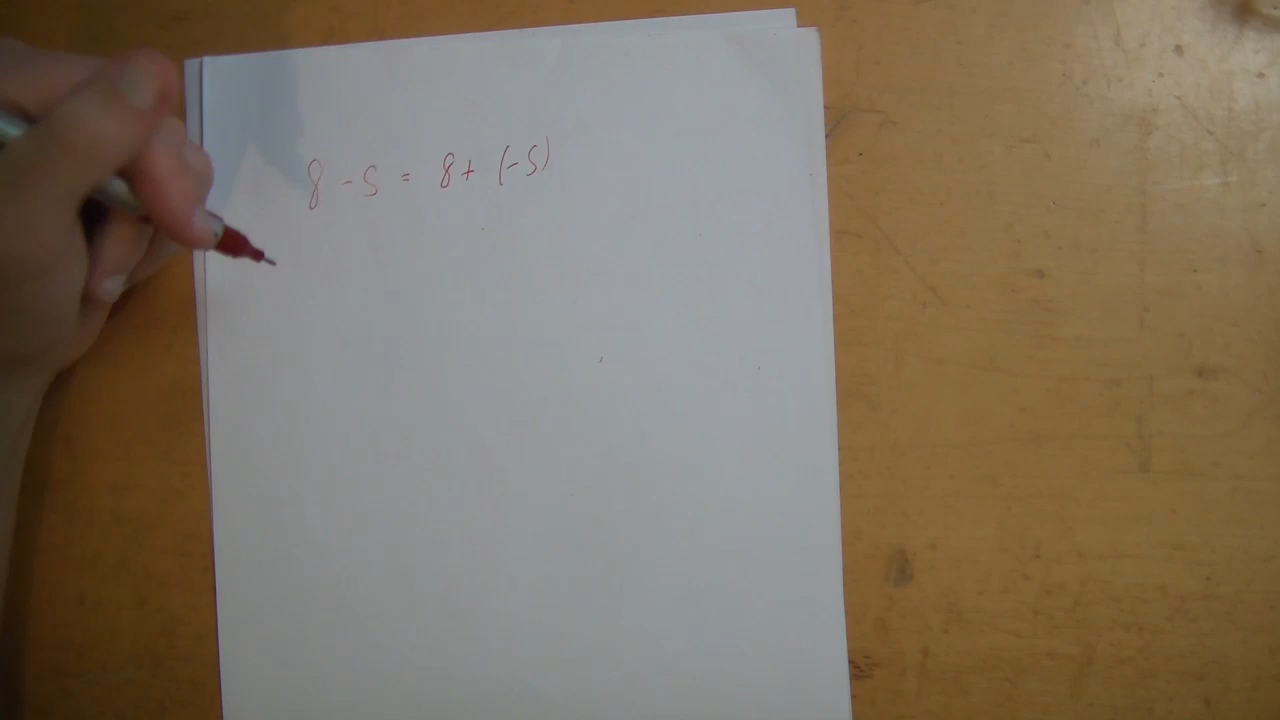 8 - 5 = 8 + (-5)